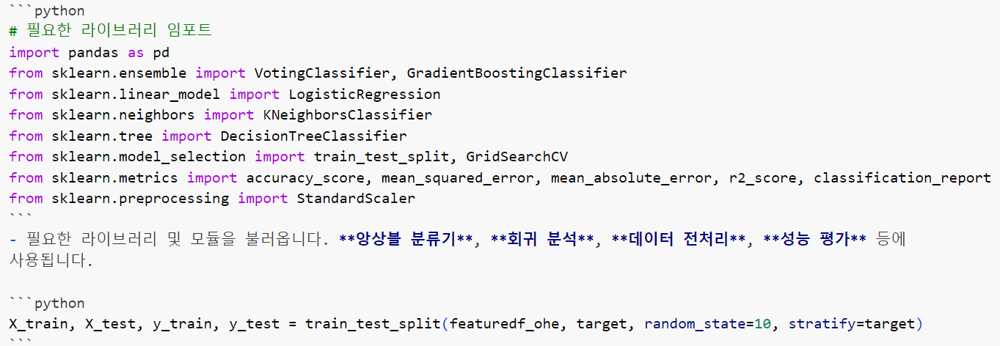 ```python
# 필요한 라이브러리 임포트
import pandas as pd
from sklearn.ensemble import VotingClassifier, GradientBoostingClassifier
from sklearn.linear_model import LogisticRegression
from sklearn.neighbors import KNeighborsClassifier
from sklearn.tree import DecisionTreeClassifier
from sklearn.model_selection import train_test_split, GridSearchCV
from sklearn.metrics import accuracy_score, mean_squared_error, mean_absolute_error, r2_score, classification_report
from sklearn.preprocessing import StandardScaler
```
- 필요한 라이브러리 및 모듈을 불러옵니다. **앙상블 분류기**, **회귀 분석**, **데이터 전처리**, **성능 평가** 등에
사용됩니다.

```python
X_train, X_test, y_train, y_test = train_test_split(featuredf_ohe, target, random_state=10, stratify=target)
```